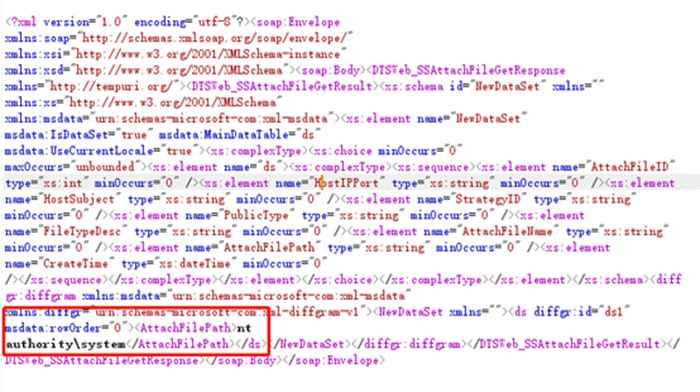 <?xml version="1.0" encoding="utf-8"?><soap:Envelope
xmlns:soap="http://schemas.xmlsoap.org/soap/envelope/"
xmlns:xsi="http://www.w3.org/2001/XMLSchema-instance"
xmlns:xsd="http://www.w3.org/2001/XMLSchema"><soap:Body><DTSWeb_SSAttachFileGetResponse
xmlns="http://tempuri.org/"><DTSWeb_SSAttachFileGetResult><xs:schema id="NewDataSet" xmlns=""
xmlns:xs="http://www.w3.org/2001/XMLSchema"
xmlns:msdata="urn:schemas-microsoft-com:xml-msdata"><xs:element name="NewDataSet"
msdata:IsDataSet="true" msdata:MainDataTable="ds"
msdata:UseCurrentLocale="true"><xs:complexType><xs:choice minOccurs="0"
maxOccurs="unbounded"><xs:element name="ds"><xs:complexType><xs:sequence><xs:element name="AttachFileID"
type="xs:int" minOccurs="0" /><xs:element name="HostIPPort" type="xs:string" minOccurs="0" /><xs:element
name="HostSubject" type="xs:string" minOccurs="0" /><xs:element name="StrategyID" type="xs:string"
minOccurs="0" /><xs:element name="PublicType" type="xs:string" minOccurs="0" /><xs:element
name="FileTypeDesc" type="xs:string" minOccurs="0" /><xs:element name="AttachFileName" type="xs:string"
minOccurs="0" /><xs:element name="AttachFilePath" type="xs:string" minOccurs="0" /><xs:element
name="CreateTime" type="xs:dateTime" minOccurs="0"
/></xs:sequence></xs:complexType></xs:element></xs:choice></xs:complexType></xs:element></xs:schema><diff
gr:diffgram xmlns:msdata="urn:schemas-microsoft-com:xml-msdata"
xmlns:diffgr="urn:schemas-microsoft-com:xml-diffgram-v1"><NewDataSet xmlns=""><ds diffgr:id="ds1"
msdata:rowOrder="0"><AttachFilePath>nt
authority\system</AttachFilePath></ds></NewDataSet></diffgr:diffgram></DTSWeb_SSAttachFileGetResult></
DTSWeb_SSAttachFileGetResponse></soap:Body></soap:Envelope>